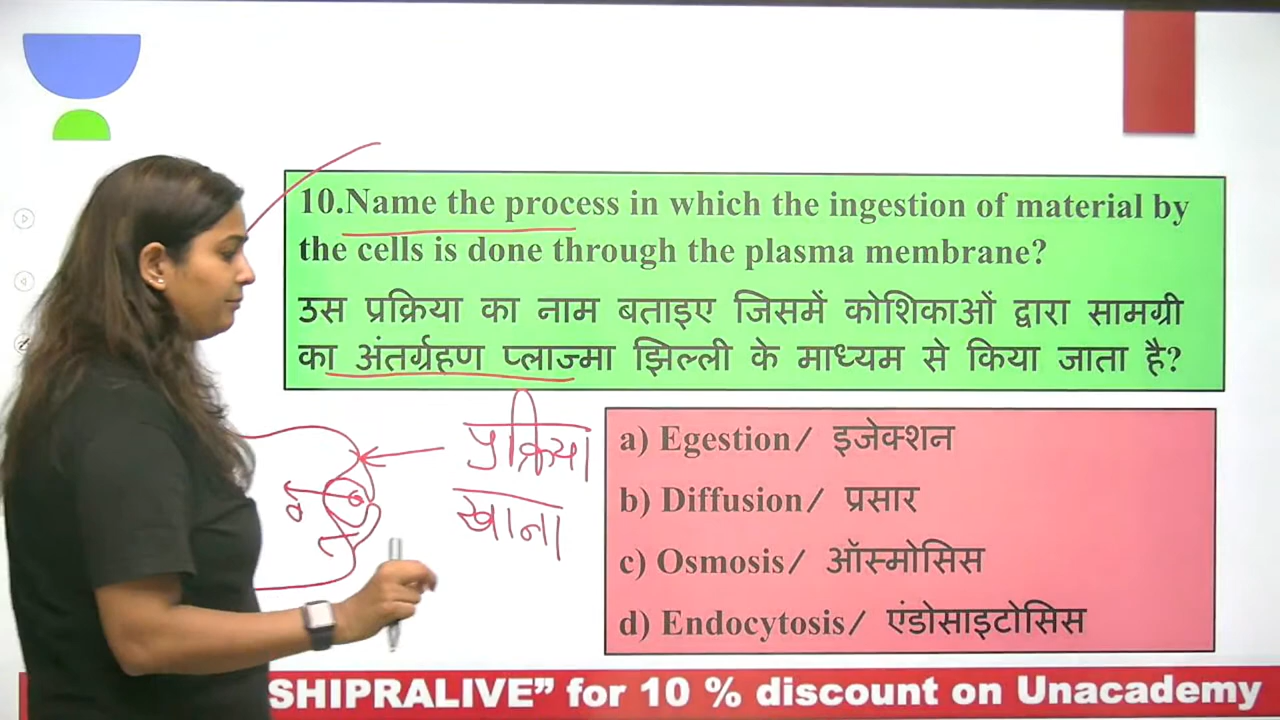 10.Name the process in which the ingestion of material by
the cells is done through the plasma membrane?
उस प्रक्रिया का नाम बताइए जिसमें कोशिकाओं द्वारा सामग्री
का अंतर्ग्रहण प्लाज्मा झिल्ली के माध्यम से किया जाता है?
प्रक्रिया
खाना
a) Egestion/ इजेक्शन
b) Diffusion/ प्रसार
c) Osmosis/ ऑस्मोसिस
d) Endocytosis/ एंडोसाइटोसिस
SHIPRALIVE” for 10 % discount on Unacademy